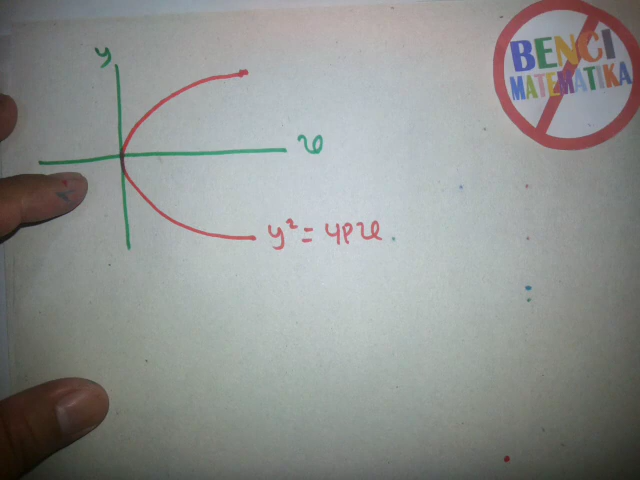 BENCI
MATEMATIKA
y
x
y² = 4px